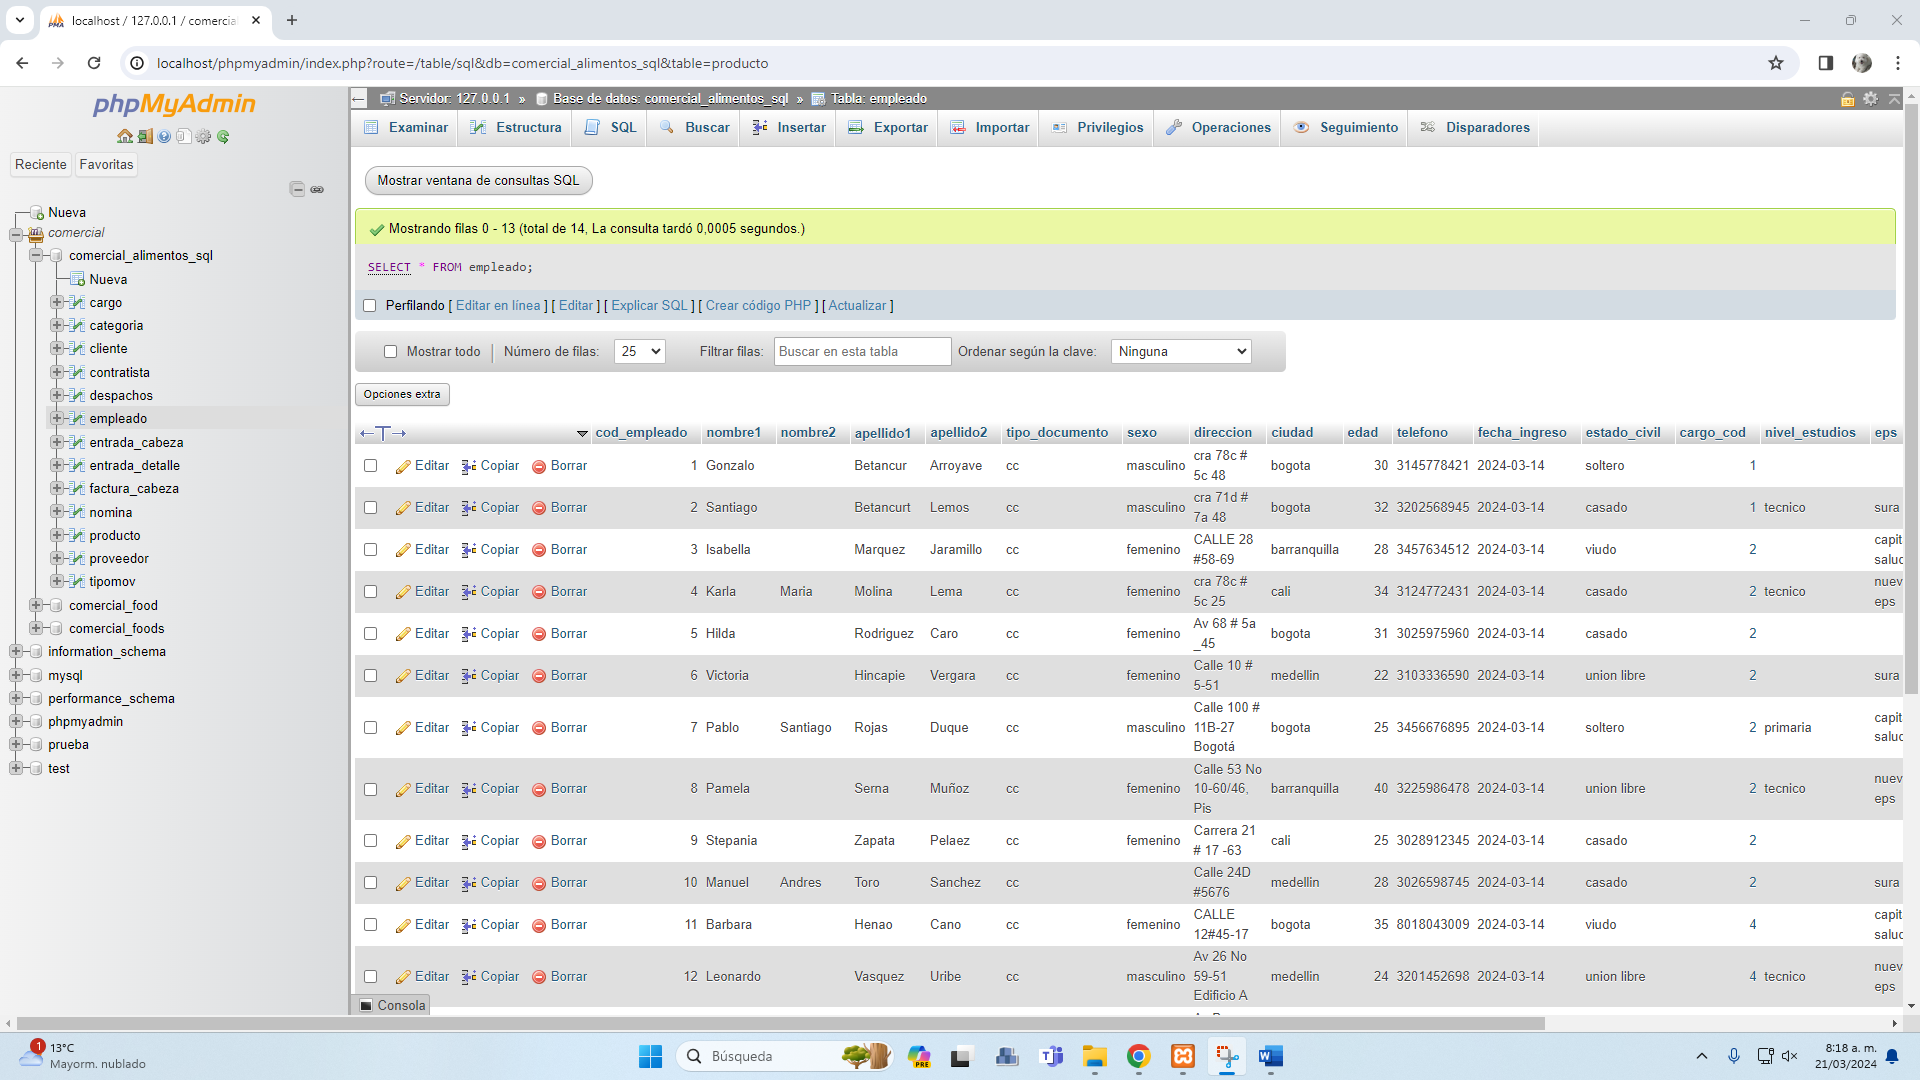 localhost / 127.0.0.1 / comercia
localhost/phpmyadmin/index.php?route=/table/sql&db=comercial_alimentos_sql&table=producto
phpMyAdmin
Reciente Favoritas
Nueva
comercial
comercial_alimentos_sql
Nueva
cargo
categoria
cliente
contratista
despachos
empleado
entrada_cabeza
entrada_detalle
factura_cabeza
nomina
producto
proveedor
tipomov
comercial_food
comercial_foods
information_schema
mysql
performance_schema
phpmyadmin
prueba
test
Servidor: 127.0.0.1 » Base de datos: comercial_alimentos_sql » Tabla: empleado
Examinar Estructura SQL Buscar Insertar Exportar Importar Privilegios Operaciones Seguimiento Disparadores
Mostrar ventana de consultas SQL
Mostrando filas 0 - 13 (total de 14, La consulta tardó 0,0005 segundos.)
SELECT * FROM empleado;
Perfilando [ Editar en línea ] [ Editar ] [ Explicar SQL ] [ Crear código PHP ] [ Actualizar ]
Mostrar todo Número de filas: 25 Filtrar filas: Buscar en esta tabla Ordenar según la clave: Ninguna
Opciones extra
cod_empleado nombre1 nombre2 apellido1 apellido2 tipo_documento sexo direccion ciudad edad telefono fecha_ingreso estado_civil cargo_cod nivel_estudios eps
Editar Copiar Borrar 1 Gonzalo Betancur Arroyave cc masculino cra 78c # 5c 48 bogota 30 3145778421 2024-03-14 soltero 1
Editar Copiar Borrar 2 Santiago Betancurt Lemos cc masculino cra 71d # 7a 48 bogota 32 3202568945 2024-03-14 casado 1 tecnico sura
Editar Copiar Borrar 3 Isabella Marquez Jaramillo cc femenino CALLE 28 #58-69 barranquilla 28 3457634512 2024-03-14 viudo 2 capit saluc
Editar Copiar Borrar 4 Karla Maria Molina Lema cc femenino cra 78c # 5c 25 cali 34 3124772431 2024-03-14 casado 2 tecnico nuev eps
Editar Copiar Borrar 5 Hilda Rodriguez Caro cc femenino Av 68 # 5a _45 bogota 31 3025975960 2024-03-14 casado 2
Editar Copiar Borrar 6 Victoria Hincapie Vergara cc femenino Calle 10 # 5-51 medellin 22 3103336590 2024-03-14 union libre 2 sura
Editar Copiar Borrar 7 Pablo Santiago Rojas Duque cc masculino Calle 100 # 11B-27 Bogotá bogota 25 3456676895 2024-03-14 soltero 2 primaria capit saluc
Editar Copiar Borrar 8 Pamela Serna Muñoz cc femenino Calle 53 No 10-60/46, Pis barranquilla 40 3225986478 2024-03-14 union libre 2 tecnico nuev eps
Editar Copiar Borrar 9 Stepania Zapata Pelaez cc femenino Carrera 21 # 17 -63 cali 25 3028912345 2024-03-14 casado 2
Editar Copiar Borrar 10 Manuel Andres Toro Sanchez cc Calle 24D #5676 medellin 28 3026598745 2024-03-14 casado 2 sura
Editar Copiar Borrar 11 Barbara Henao Cano cc femenino CALLE 12#45-17 bogota 35 8018043009 2024-03-14 viudo 4 capit saluc
Editar Copiar Borrar 12 Leonardo Vasquez Uribe cc masculino Av 26 No 59-51 Edificio A medellin 24 3201452698 2024-03-14 union libre 4 tecnico nuev eps
Consola
1 13°C
Mayorm. nublado
Búsqueda
PRE
8:18 a. m.
21/03/2024